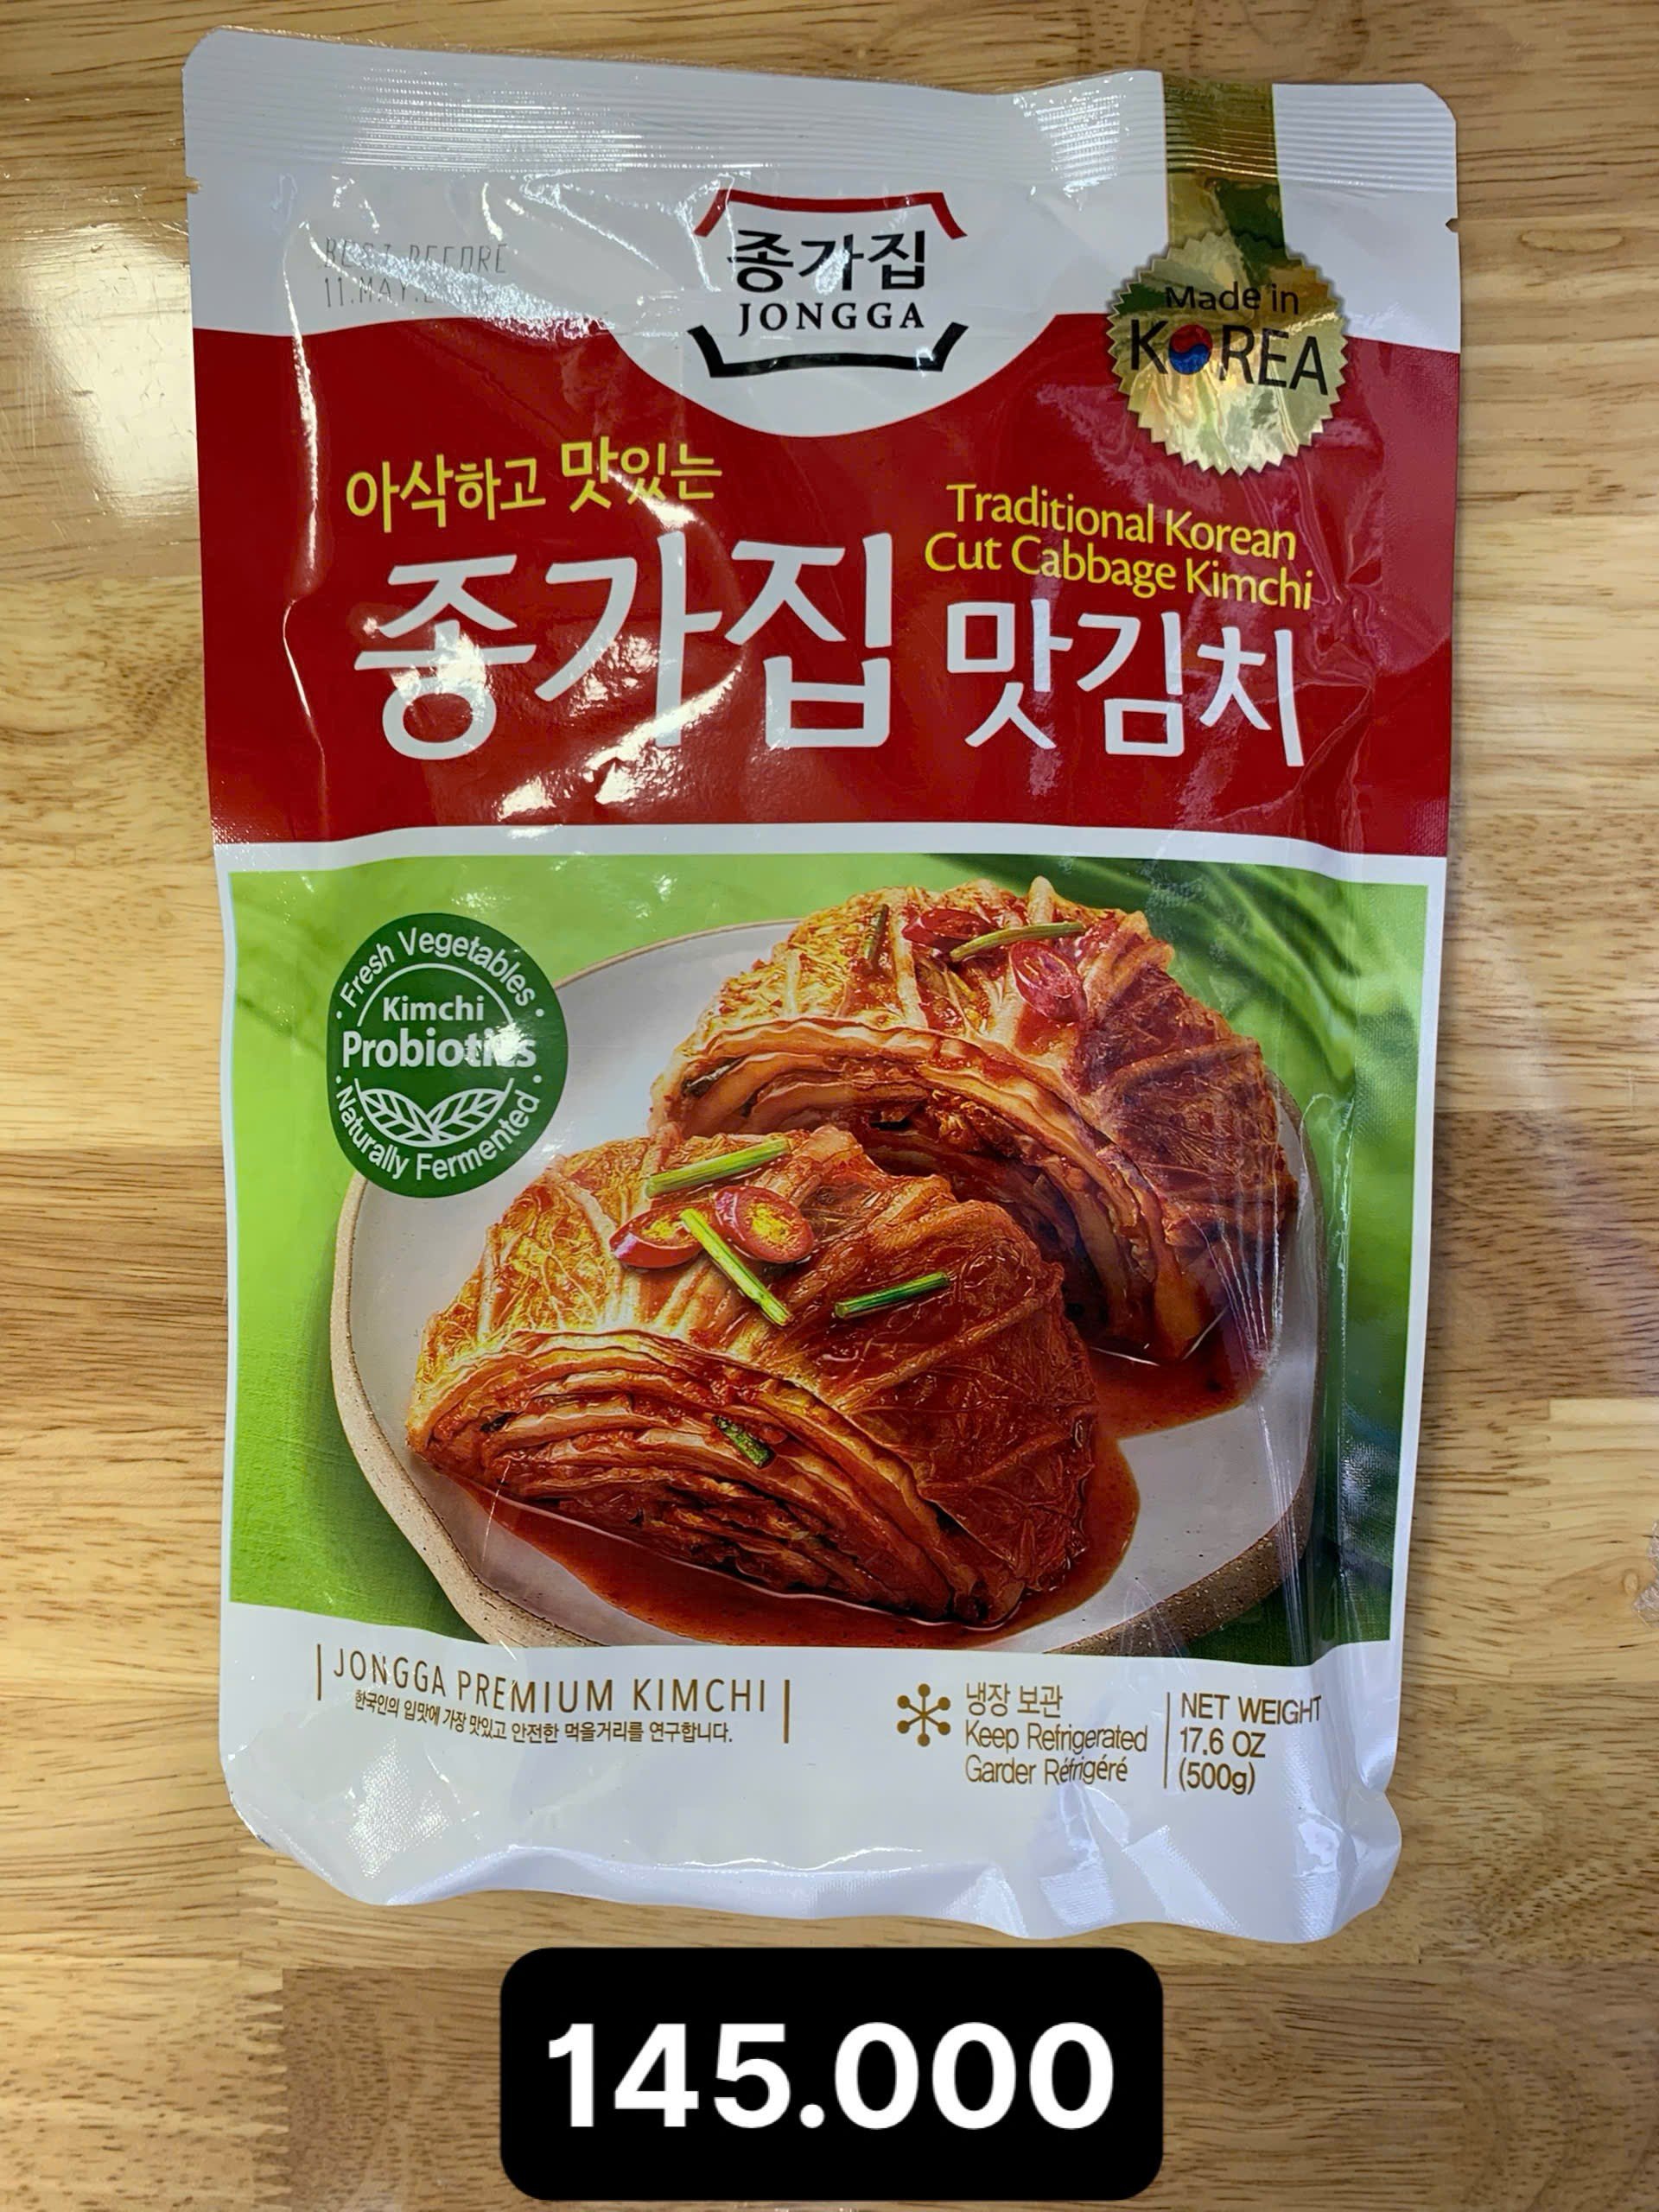 종가집
JONGGA
BEST BEFORE
11.MAY.
Made in
KOREA
아삭하고 맛있는
종가집 맛김치
Traditional Korean
Cut Cabbage Kimchi
Fresh Vegetables
Kimchi
Probiotics
Naturally Fermented
JONGGA PREMIUM KIMCHI
한국인의 입맛에 가장 맛있고 안전한 먹을거리를 연구합니다.
냉장 보관
Keep Refrigerated
Garder Réfrigéré
NET WEIGHT
17.6 OZ
(500g)
145.000